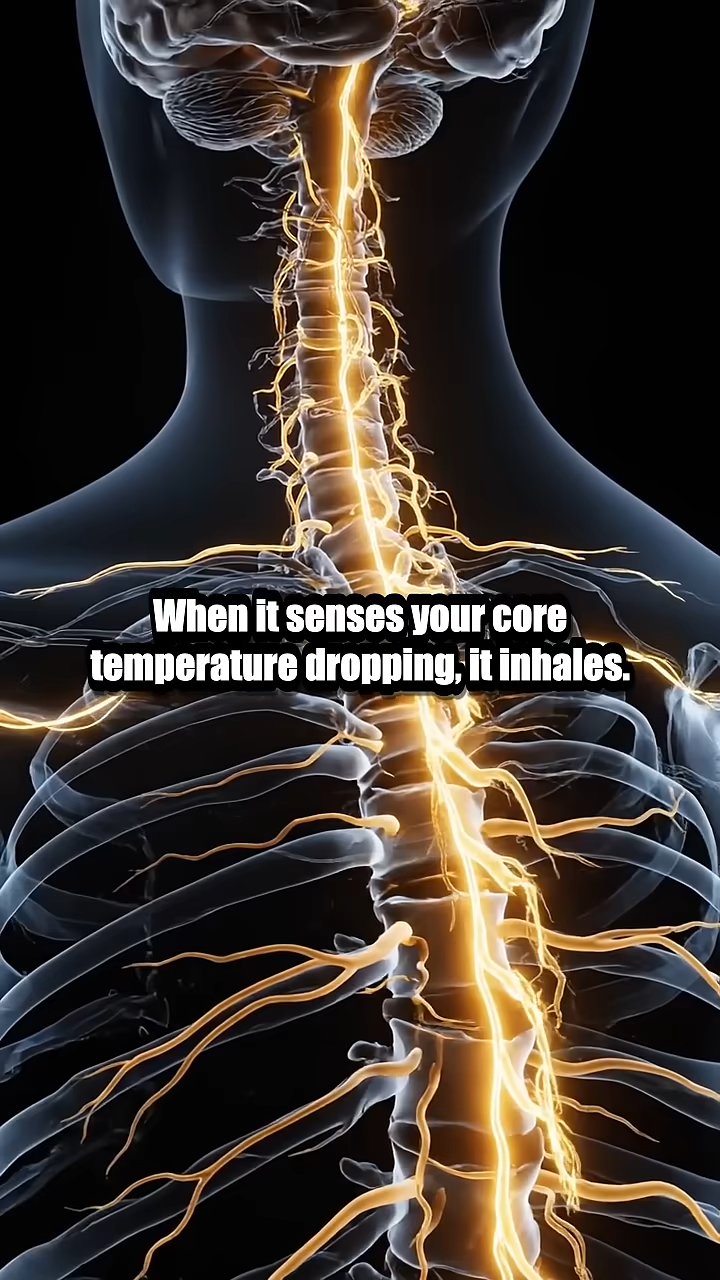 When it senses your core
temperature dropping, it inhales.